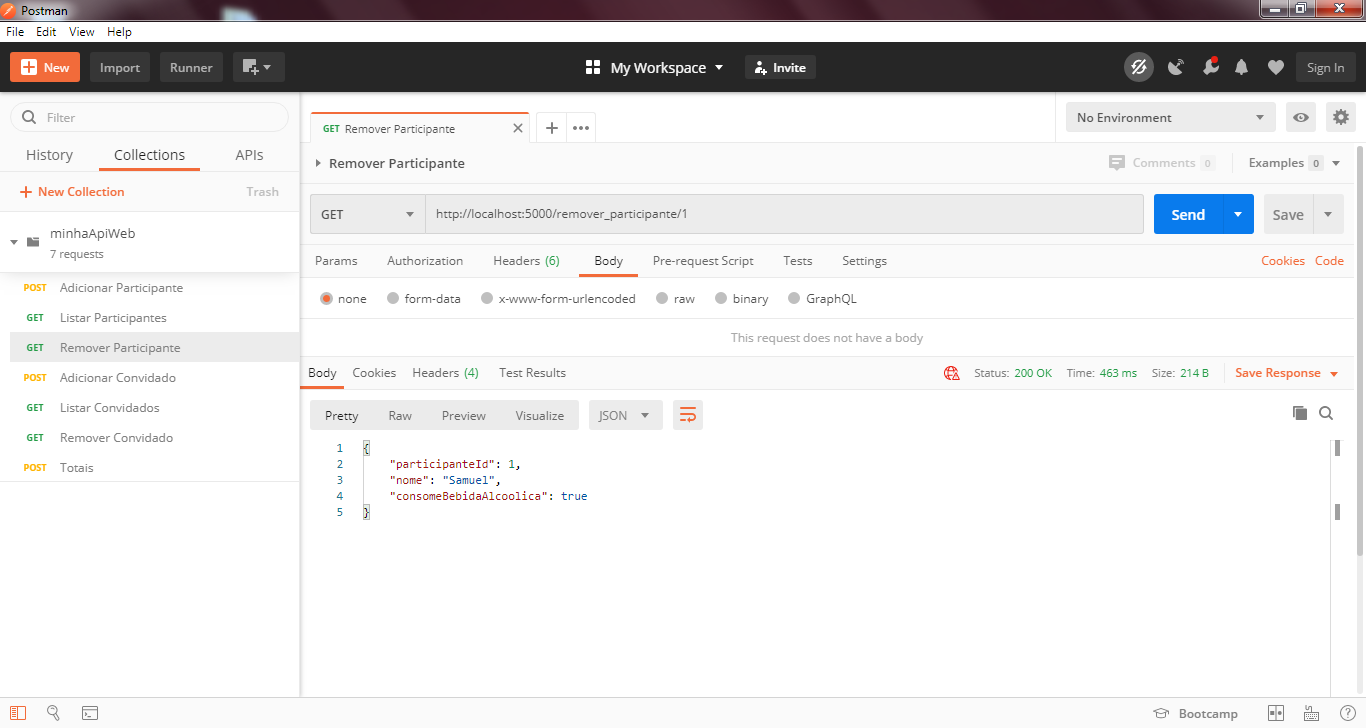 Postman
File Edit View Help
New Import Runner My Workspace Invite Sign In
Filter
History Collections APIs
New Collection Trash
minhaApiWeb
7 requests
POST Adicionar Participante
GET Listar Participantes
GET Remover Participante
POST Adicionar Convidado
GET Listar Convidados
GET Remover Convidado
POST Totais
GET Remover Participante
No Environment
Remover Participante Comments 0 Examples 0
GET http://localhost:5000/remover_participante/1 Send Save
Params Authorization Headers (6) Body Pre-request Script Tests Settings Cookies Code
none form-data x-www-form-urlencoded raw binary GraphQL
This request does not have a body
Body Cookies Headers (4) Test Results Status: 200 OK Time: 463 ms Size: 214 B Save Response
Pretty Raw Preview Visualize JSON
1 {
2 "participanteId": 1,
3 "nome": "Samuel",
4 "consomeBebidaAlcoolica": true
5 }
Bootcamp